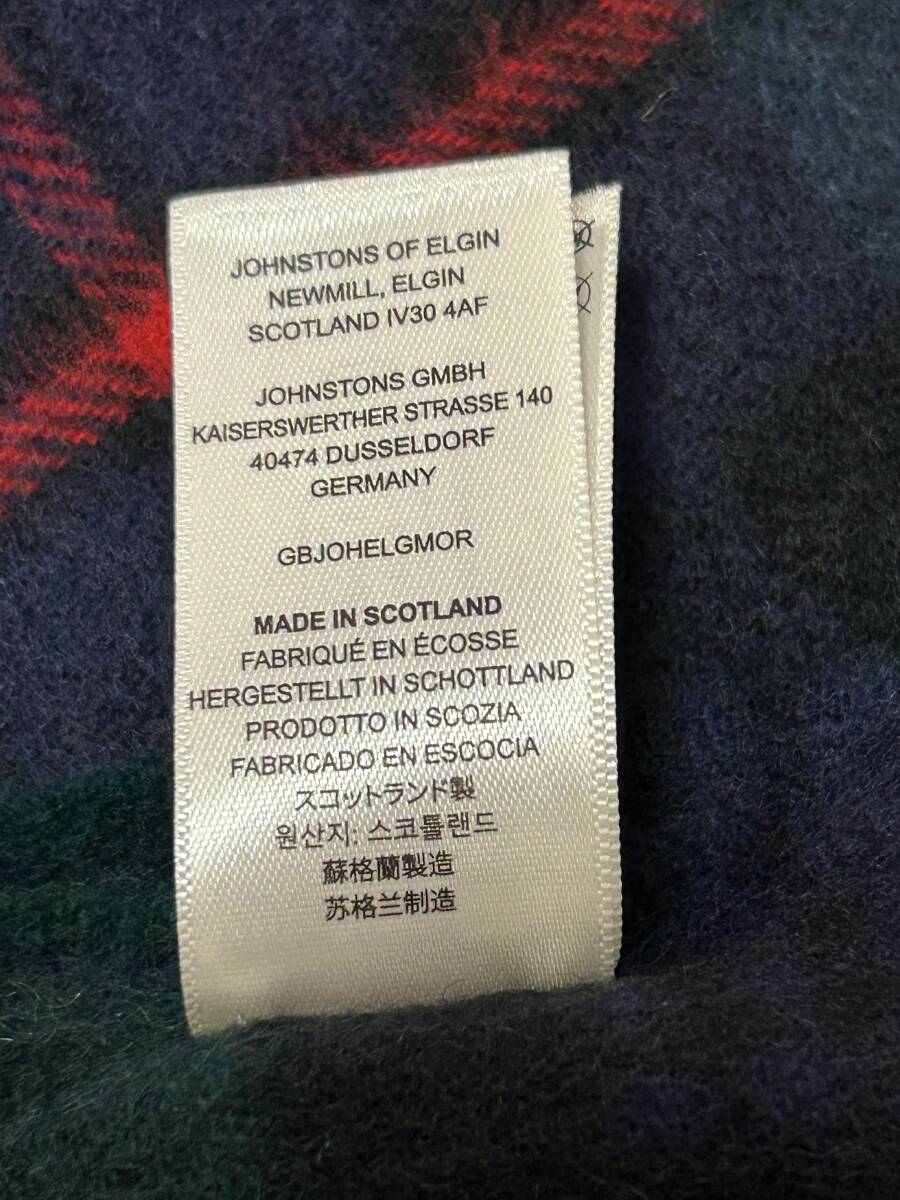 JOHNSTONS OF ELGIN
NEWMILL, ELGIN
SCOTLAND IV30 4AF
JOHNSTONS GMBH
KAISERSWERTHER STRASSE 140
40474 DUSSELDORF
GERMANY
GBJOHELGMOR
MADE IN SCOTLAND
FABRIQUÉ EN ÉCOSSE
HERGESTELLT IN SCHOTTLAND
PRODOTTO IN SCOZIA
FABRICADO EN ESCOCIA
スコットランド製
원산지: 스코틀랜드
蘇格蘭製造
苏格兰制造